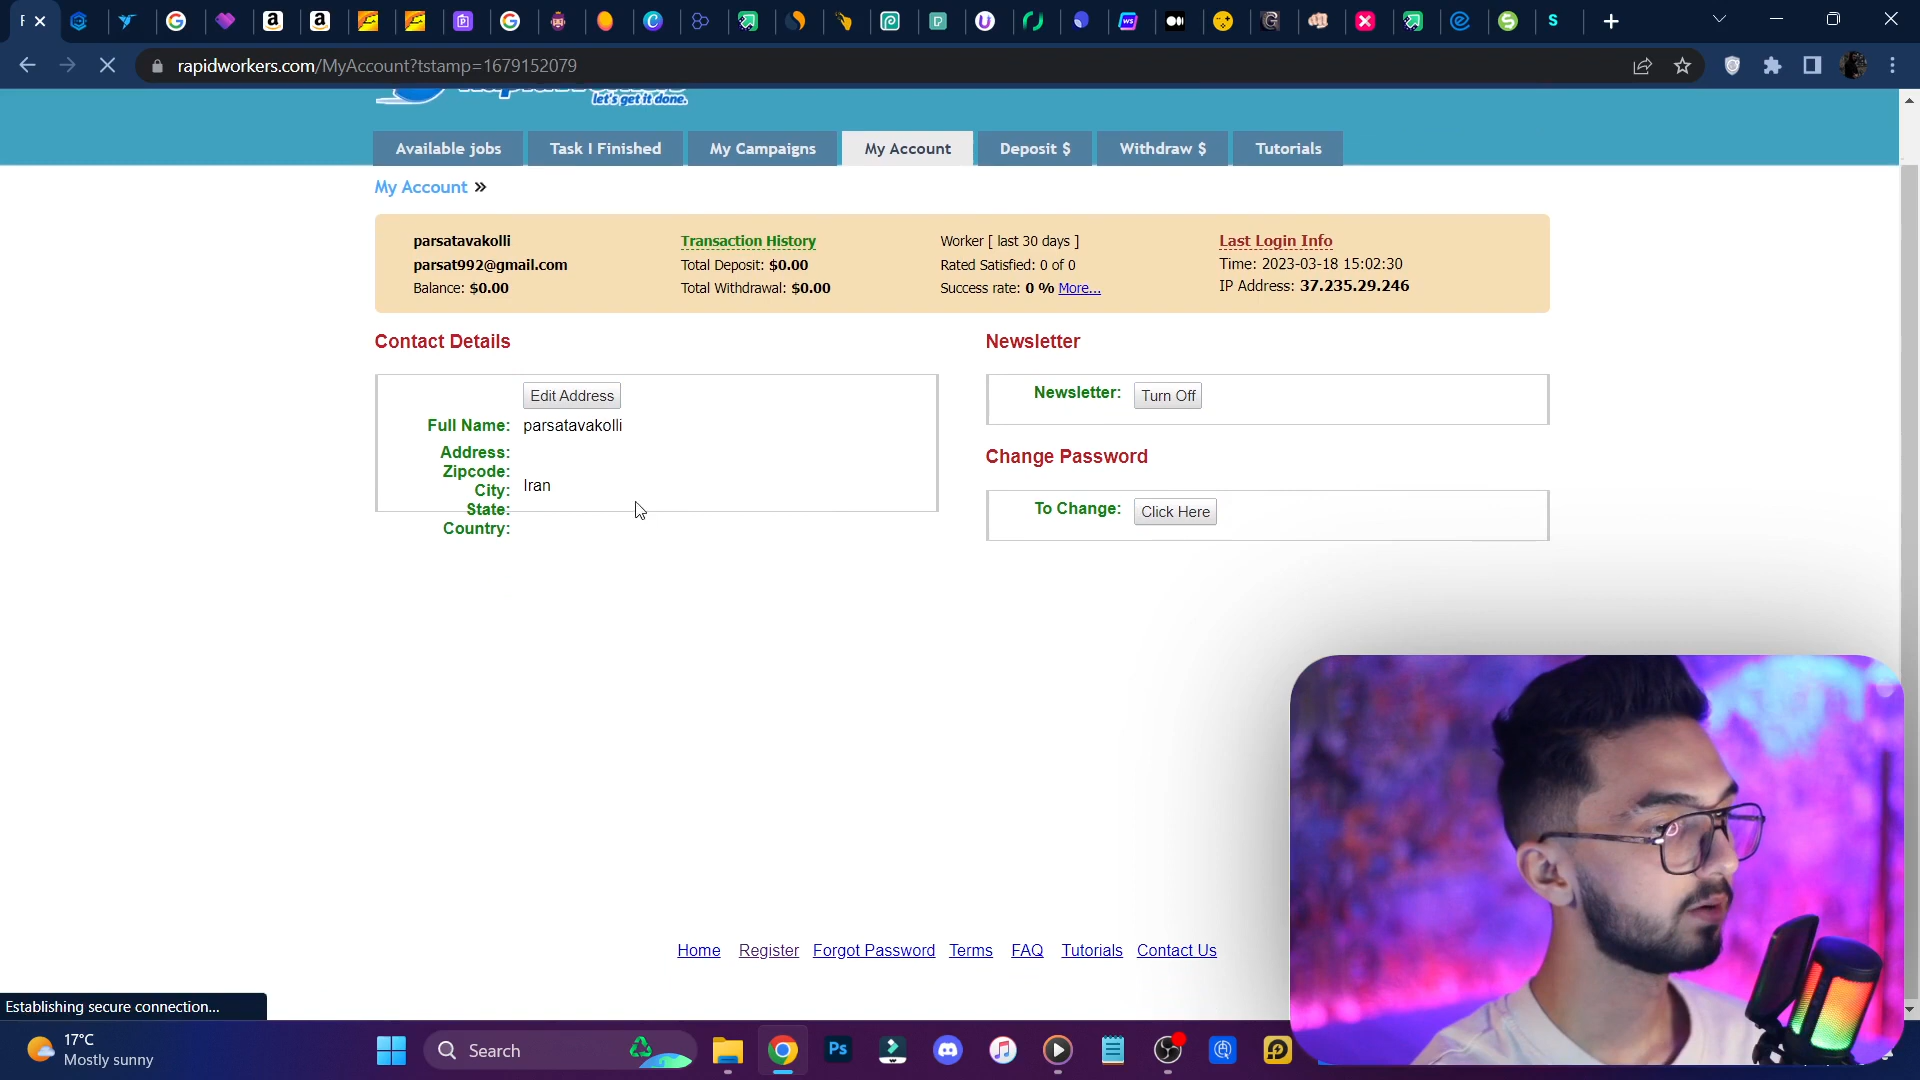 rapidworkers.com/MyAccount?tstamp=1679152079
let's get it done.
Available jobs
Task I Finished
My Campaigns
My Account
Deposit $
Withdraw $
Tutorials
My Account »
parsatavakolli
parsat992@gmail.com
Balance: $0.00
Transaction History
Total Deposit: $0.00
Total Withdrawal: $0.00
Worker [ last 30 days ]
Rated Satisfied: 0 of 0
Success rate: 0 % More...
Last Login Info
Time: 2023-03-18 15:02:30
IP Address: 37.235.29.246
Contact Details
Edit Address
Full Name: parsatavakolli
Address:
Zipcode:
City: Iran
State:
Country:
Newsletter
Newsletter: Turn Off
Change Password
To Change: Click Here
Home Register Forgot Password Terms FAQ Tutorials Contact Us
Establishing secure connection...
17°C
Mostly sunny
Search
Ps